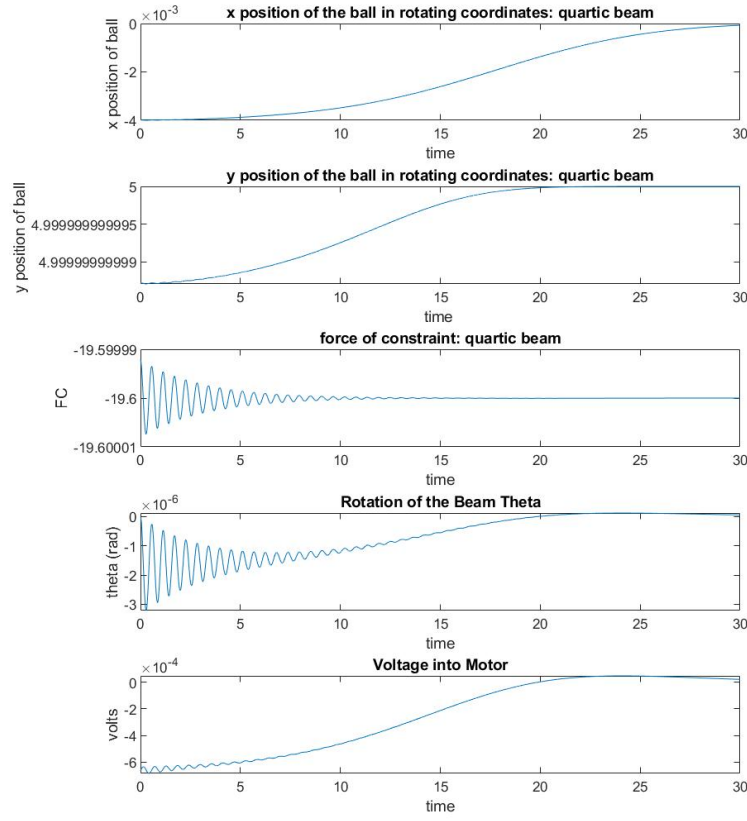 x position of the ball in rotating coordinates: quartic beam
×10⁻³
0
-2
-4
x position of ball
0 5 10 15 20 25 30
time
y position of the ball in rotating coordinates: quartic beam
5
4.999999999995
4.99999999999
y position of ball
0 5 10 15 20 25 30
time
force of constraint: quartic beam
-19.59999
-19.6
-19.60001
FC
0 5 10 15 20 25 30
time
Rotation of the Beam Theta
×10⁻⁶
0
-1
-2
-3
theta (rad)
0 5 10 15 20 25 30
time
Voltage into Motor
×10⁻⁴
0
-2
-4
-6
volts
0 5 10 15 20 25 30
time